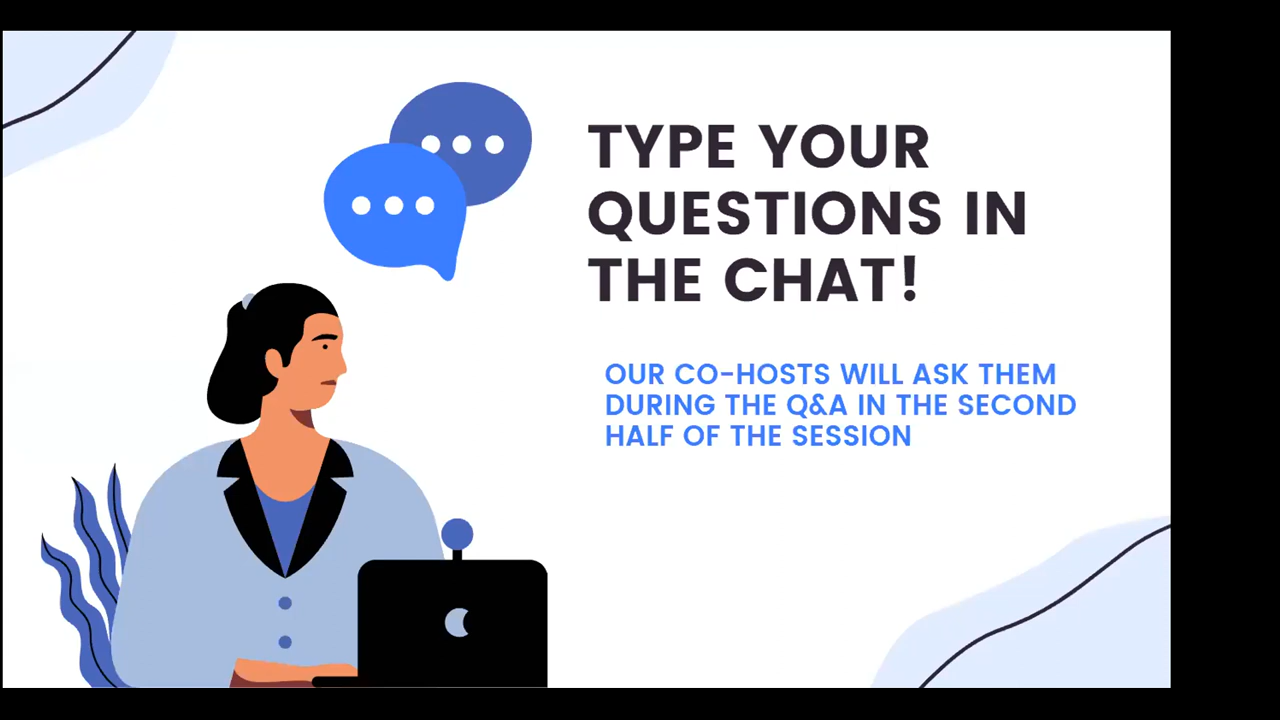 TYPE YOUR
QUESTIONS IN
THE CHAT!
OUR CO-HOSTS WILL ASK THEM
DURING THE Q&A IN THE SECOND
HALF OF THE SESSION